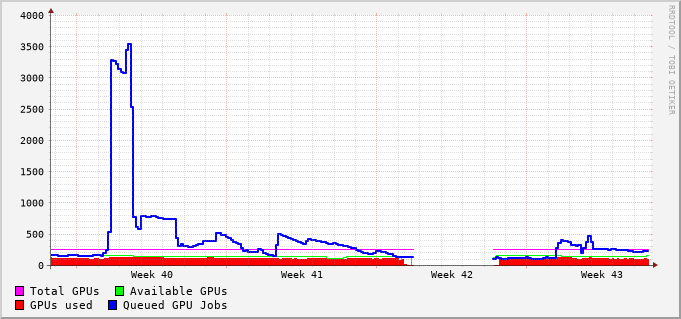 4000
3500
3000
2500
2000
1500
1000
500
0
Week 40 Week 41 Week 42 Week 43
Total GPUs Available GPUs
GPUs used Queued GPU Jobs
RRDTOOL / TOBI OETIKER